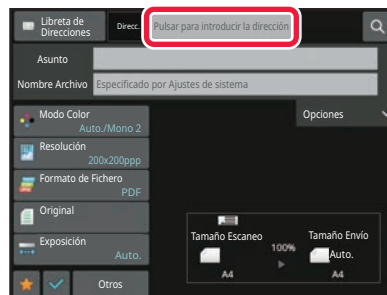 Libreta de
Direcciones
Direcc.
Pulsar para introducir la dirección
Asunto
Nombre Archivo
Especificado por Ajustes de sistema
Modo Color
Auto./Mono 2
Opciones
Resolución
200x200ppp
Formato de Fichero
PDF
Original
Exposición
Auto.
Tamaño Escaneo
100%
Tamaño Envío
Auto.
A4
A4
Otros